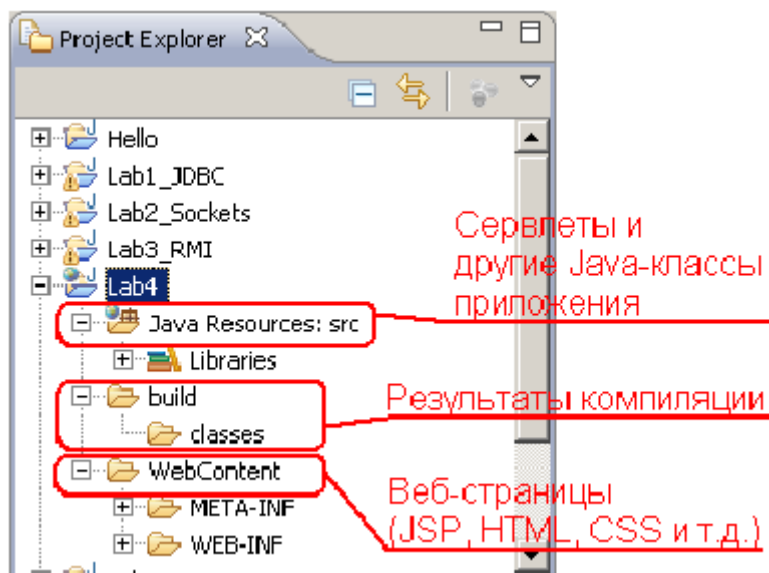 Project Explorer
Hello
Lab1_JDBC
Lab2_Sockets
Lab3_RMI
Lab4
Java Resources: src
Libraries
build
classes
WebContent
META-INF
WEB-INF
Сервлеты и
другие Java-классы
приложения
Результаты компиляции
Веб-страницы
(JSP, HTML, CSS и т.д.)